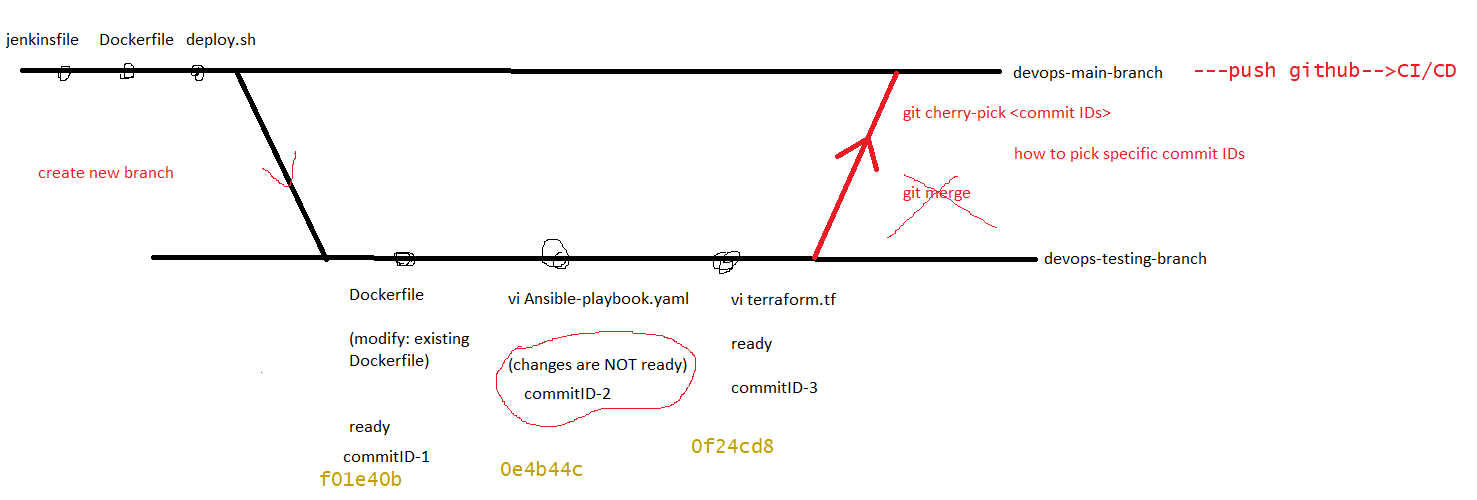 jenkinsfile Dockerfile deploy.sh
devops-main-branch ---push github-->CI/CD
git cherry-pick <commit IDs>
how to pick specific commit IDs
create new branch
git merge
devops-testing-branch
Dockerfile
(modify: existing
Dockerfile)
ready
commitID-1
f01e40b
vi Ansible-playbook.yaml
(changes are NOT ready)
commitID-2
0e4b44c
vi terraform.tf
ready
commitID-3
0f24cd8